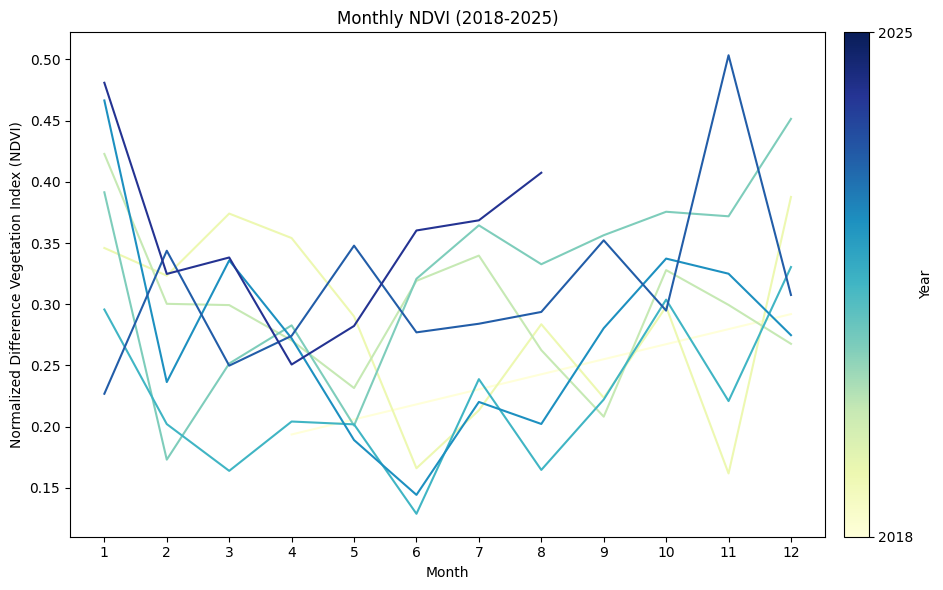 Monthly NDVI (2018-2025)
Normalized Difference Vegetation Index (NDVI)
0.50
0.45
0.40
0.35
0.30
0.25
0.20
0.15
1 2 3 4 5 6 7 8 9 10 11 12
Month
2025
2018
Year